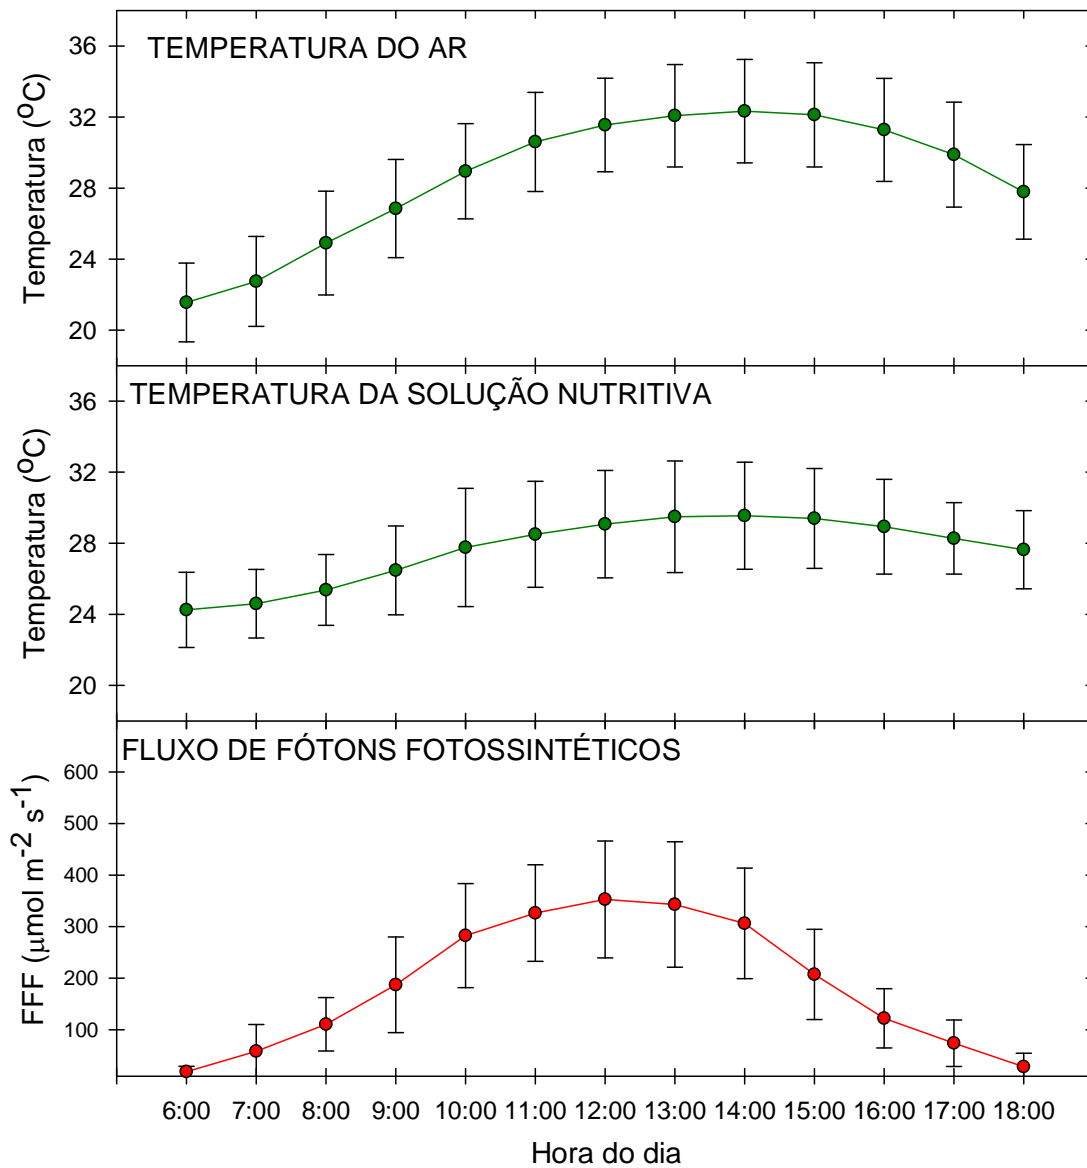 TEMPERATURA DO AR
Temperatura (ºC)
36
32
28
24
20
TEMPERATURA DA SOLUÇÃO NUTRITIVA
Temperatura (ºC)
36
32
28
24
20
FLUXO DE FÓTONS FOTOSSINTÉTICOS
FFF (μmol m⁻² s⁻¹)
600
500
400
300
200
100
6:00 7:00 8:00 9:00 10:00 11:00 12:00 13:00 14:00 15:00 16:00 17:00 18:00
Hora do dia